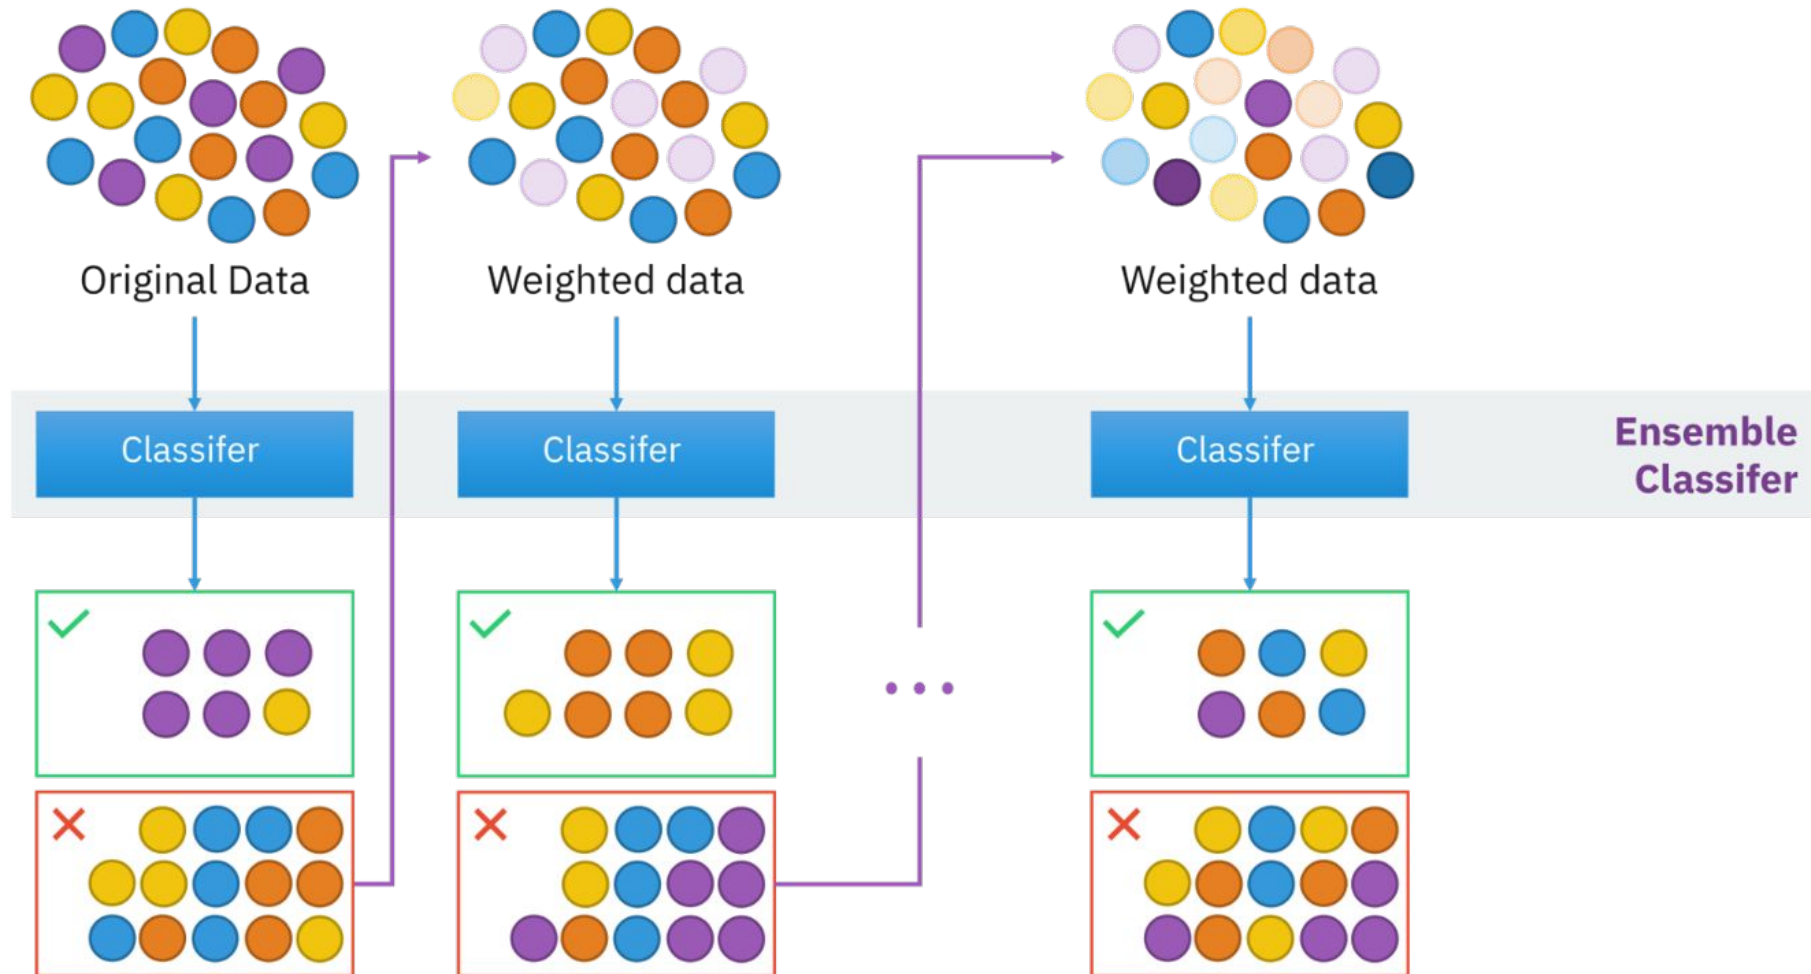 Original Data
Weighted data
Weighted data
Classifer
Classifer
Classifer
Ensemble
Classifer